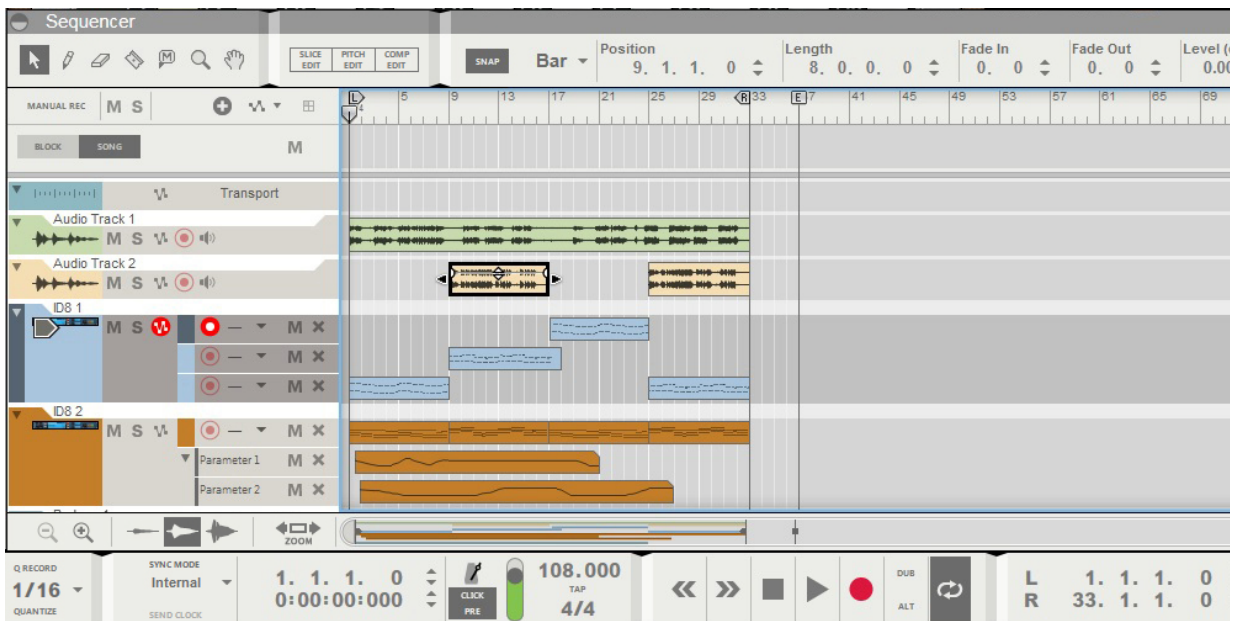 Sequencer
SLICE EDIT PITCH EDIT COMP EDIT
SNAP Bar
Position
9. 1. 1. 0
Length
8. 0. 0. 0
Fade In
0. 0
Fade Out
0. 0
Level (
0.00
MANUAL REC M S
L 5 9 13 17 21 25 29 R 33 E 37 41 45 49 53 57 61 65 69
4
BLOCK SONG M
Transport
Audio Track 1
M S
Audio Track 2
M S
ID8 1
M S M
M
M
ID8 2
M S M
Parameter 1 M
Parameter 2 M
ZOOM
Q RECORD
1/16
QUANTIZE
SYNC MODE
Internal
SEND CLOCK
1. 1. 1. 0
0:00:00:000
CLICK
PRE
108.000
TAP
4/4
DUB
ALT
L 1. 1. 1. 0
R 33. 1. 1. 0